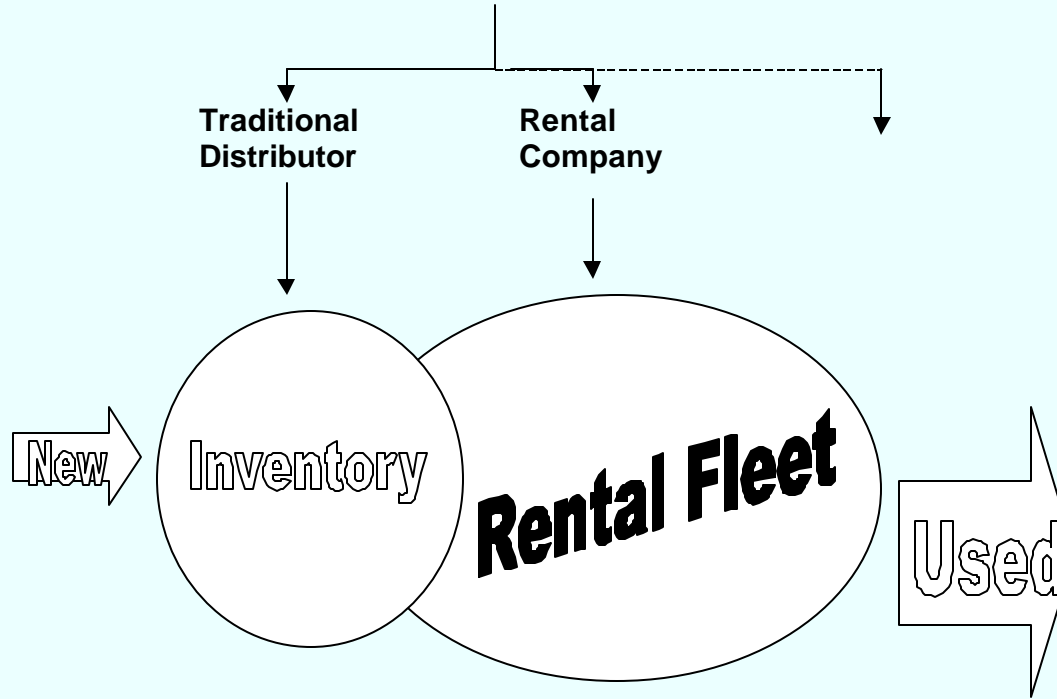 Traditional
Distributor
Rental
Company
New
Inventory
Rental Fleet
Used